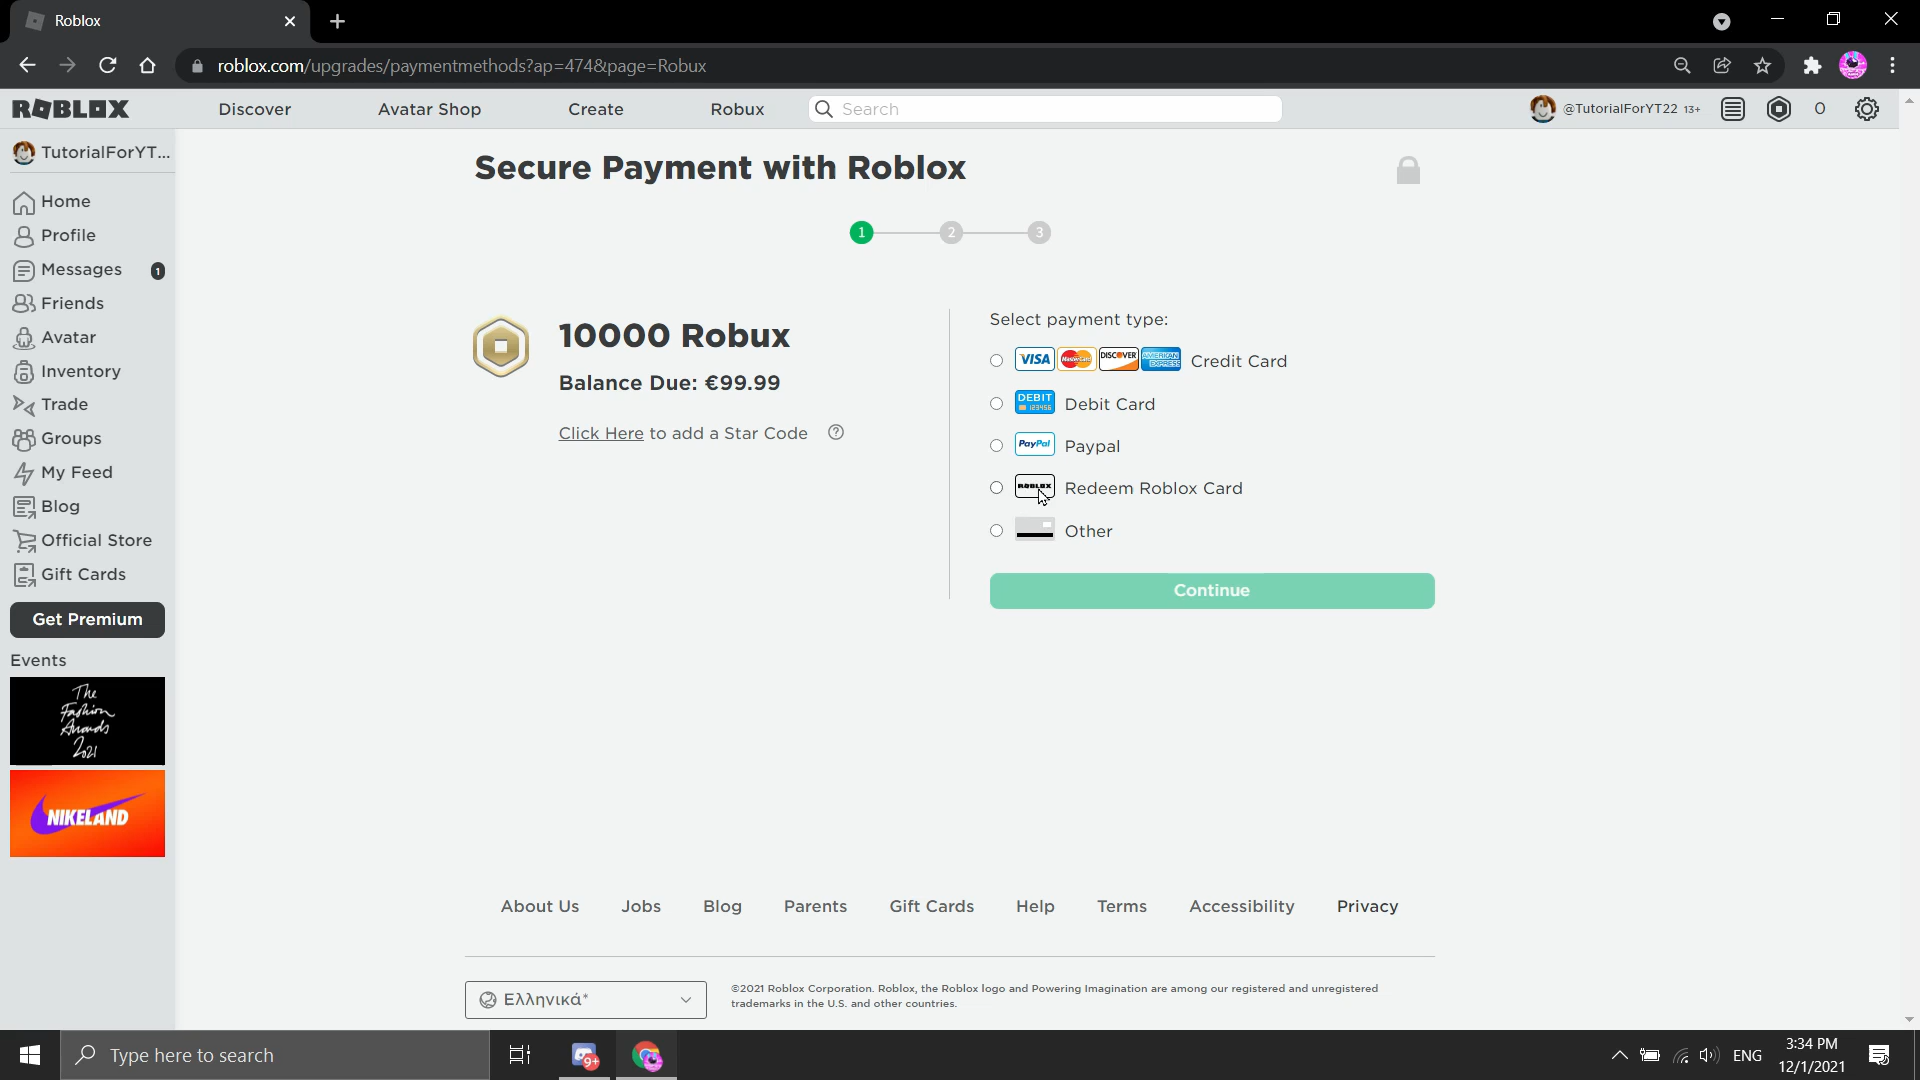 Roblox
roblox.com/upgrades/paymentmethods?ap=474&page=Robux
ROBLOX
Discover
Avatar Shop
Create
Robux
Search
@TutorialForYT22 13+
0
TutorialForYT...
Home
Profile
Messages 1
Friends
Avatar
Inventory
Trade
Groups
My Feed
Blog
Official Store
Gift Cards
Get Premium
Events
The
Fashion
Awards
2021
NIKELAND
Secure Payment with Roblox
1 2 3
10000 Robux
Balance Due: €99.99
Click Here to add a Star Code ?
Select payment type:
VISA MasterCard DISCOVER AMERICAN EXPRESS Credit Card
DEBIT 123456 Debit Card
PayPal Paypal
ROBLOX Redeem Roblox Card
Other
Continue
About Us Jobs Blog Parents Gift Cards Help Terms Accessibility Privacy
Ελληνικά*
©2021 Roblox Corporation. Roblox, the Roblox logo and Powering Imagination are among our registered and unregistered
trademarks in the U.S. and other countries.
Type here to search
9+
ENG
3:34 PM
12/1/2021